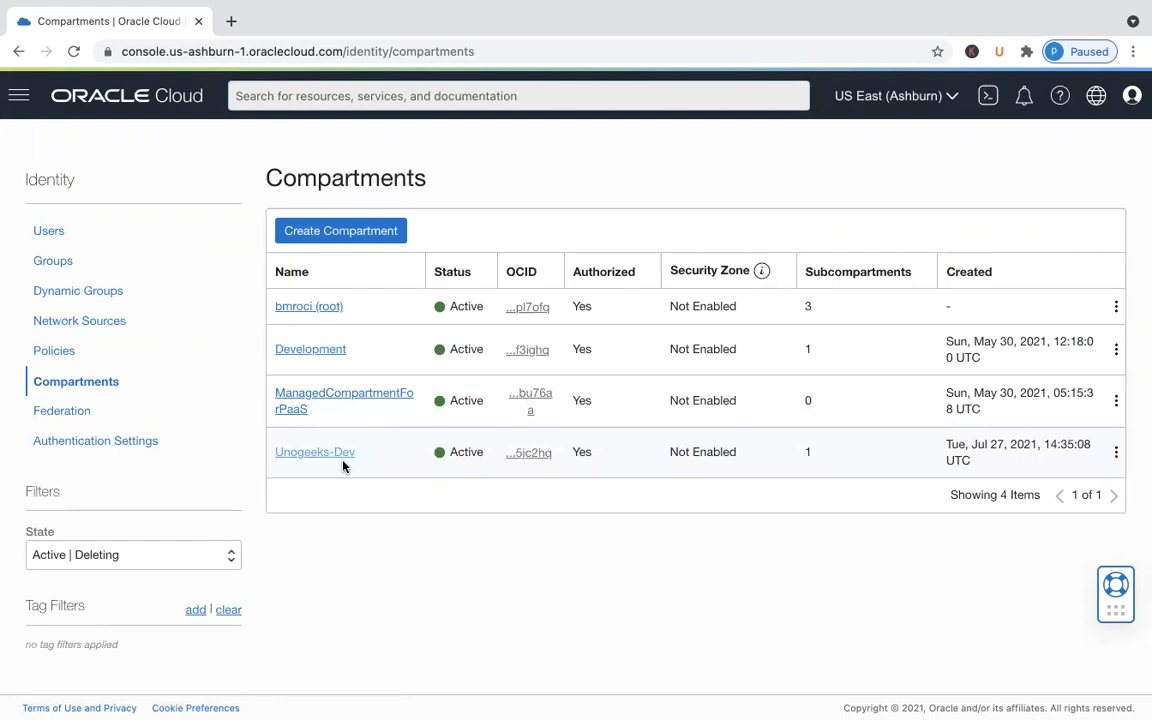 Compartments | Oracle Cloud
console.us-ashburn-1.oraclecloud.com/identity/compartments
K
U
P Paused
ORACLE Cloud
Search for resources, services, and documentation
US East (Ashburn)
Identity
Users
Groups
Dynamic Groups
Network Sources
Policies
Compartments
Federation
Authentication Settings
Filters
State
Active | Deleting
Tag Filters
add | clear
no tag filters applied
Compartments
Create Compartment
Name Status OCID Authorized Security Zone i Subcompartments Created
bmroci (root) Active ...pl7ofq Yes Not Enabled 3 -
Development Active ...f3ighq Yes Not Enabled 1 Sun, May 30, 2021, 12:18:0
0 UTC
ManagedCompartmentFo
rPaaS Active ...bu76a
a Yes Not Enabled 0 Sun, May 30, 2021, 05:15:3
8 UTC
Unogeeks-Dev Active ...5jc2hq Yes Not Enabled 1 Tue, Jul 27, 2021, 14:35:08
UTC
Showing 4 Items < 1 of 1 >
Terms of Use and Privacy Cookie Preferences
Copyright © 2021, Oracle and/or its affiliates. All rights reserved.